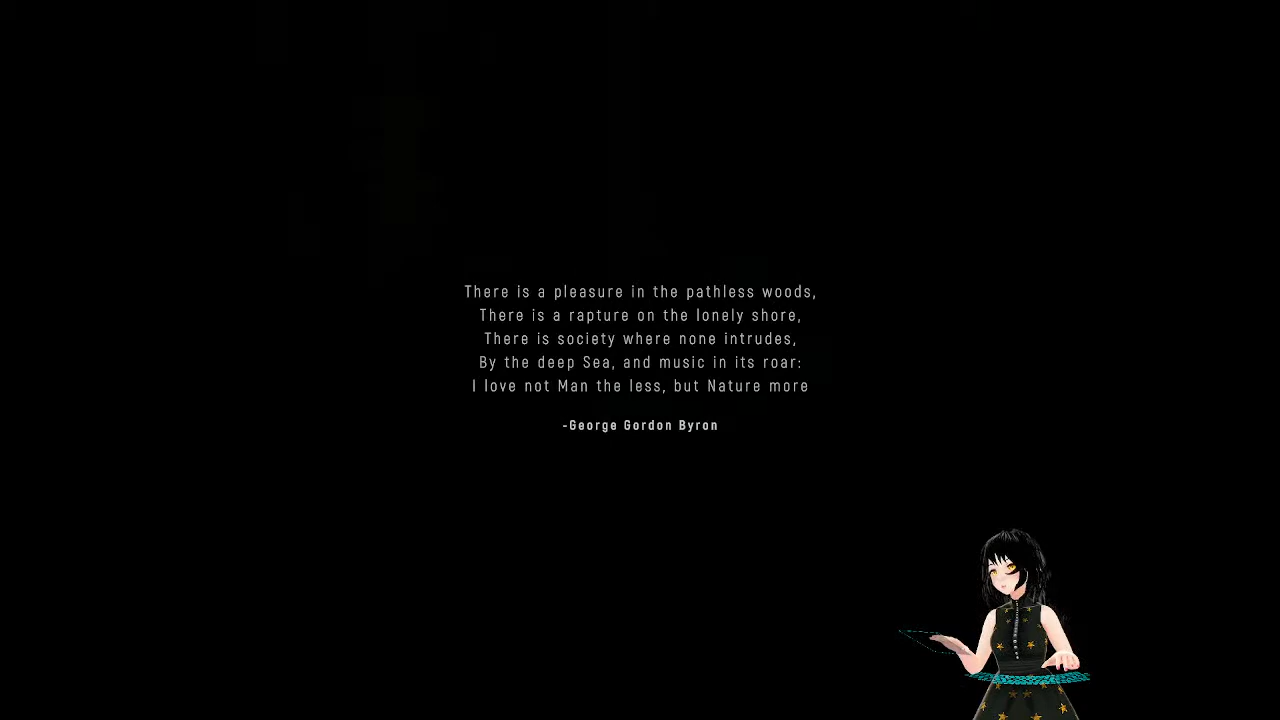 There is a pleasure in the pathless woods,
There is a rapture on the lonely shore,
There is society where none intrudes,
By the deep Sea, and music in its roar:
I love not Man the less, but Nature more
-George Gordon Byron